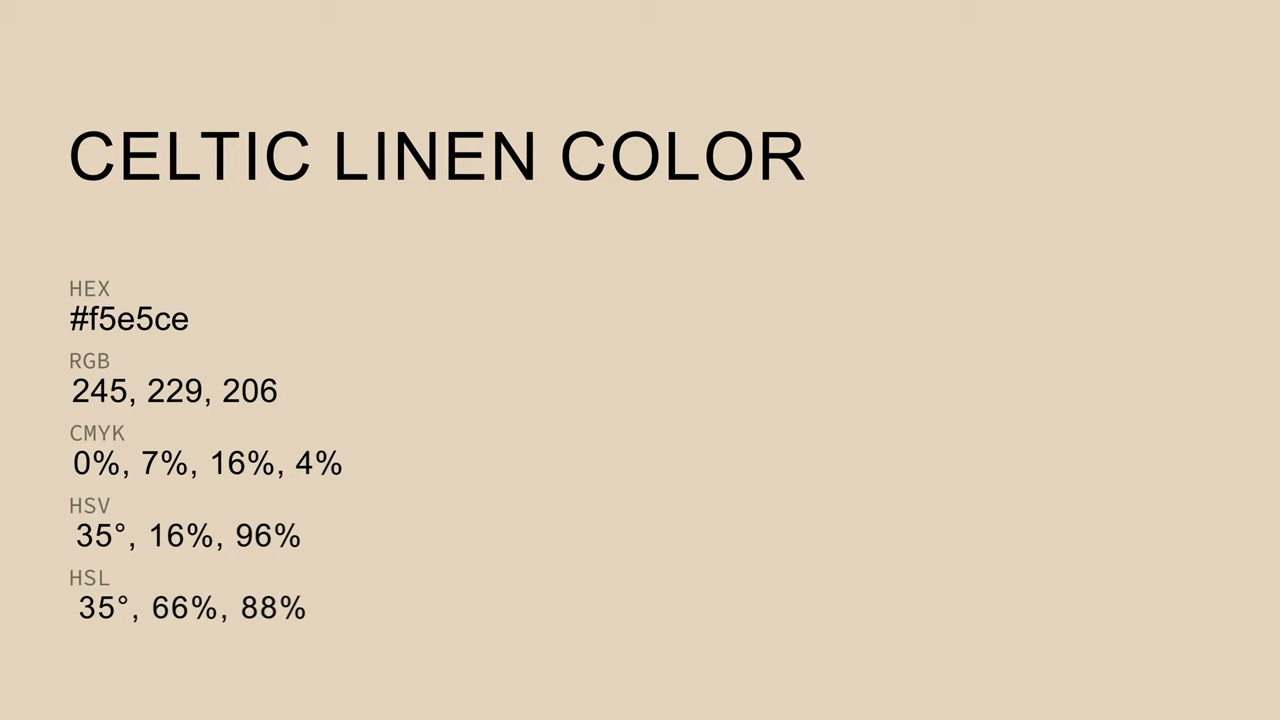 CELTIC LINEN COLOR
HEX
#f5e5ce
RGB
245, 229, 206
CMYK
0%, 7%, 16%, 4%
HSV
35°, 16%, 96%
HSL
35°, 66%, 88%